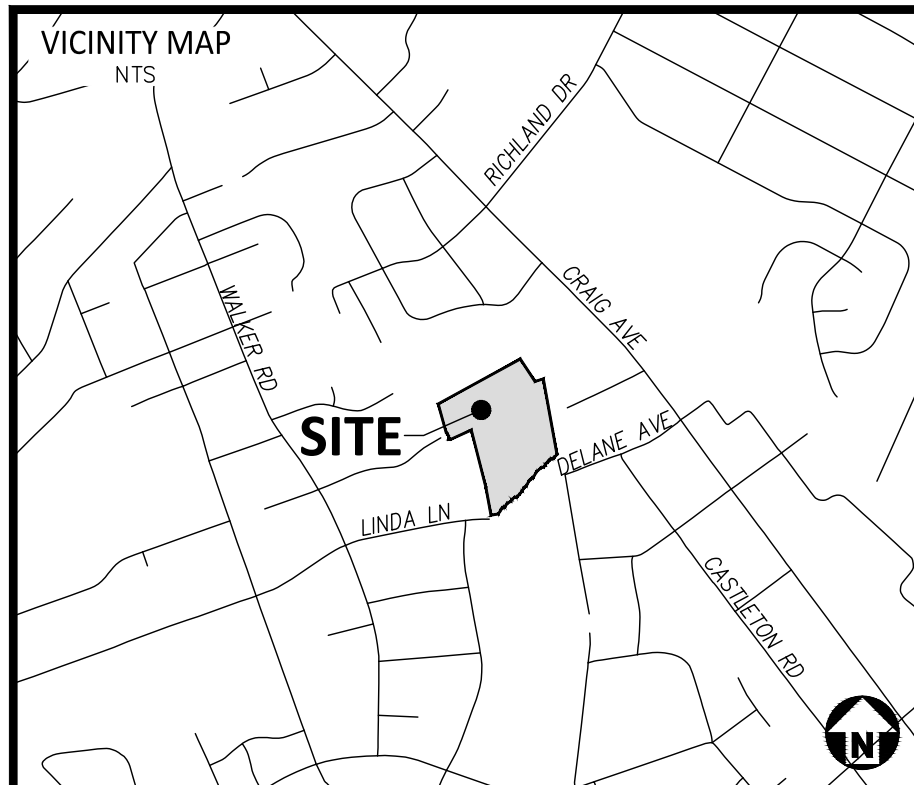 VICINITY MAP
NTS
RICHLAND DR
CRAIG AVE
WALKER RD
SITE
DELANE AVE
LINDA LN
CASTLETON RD
N